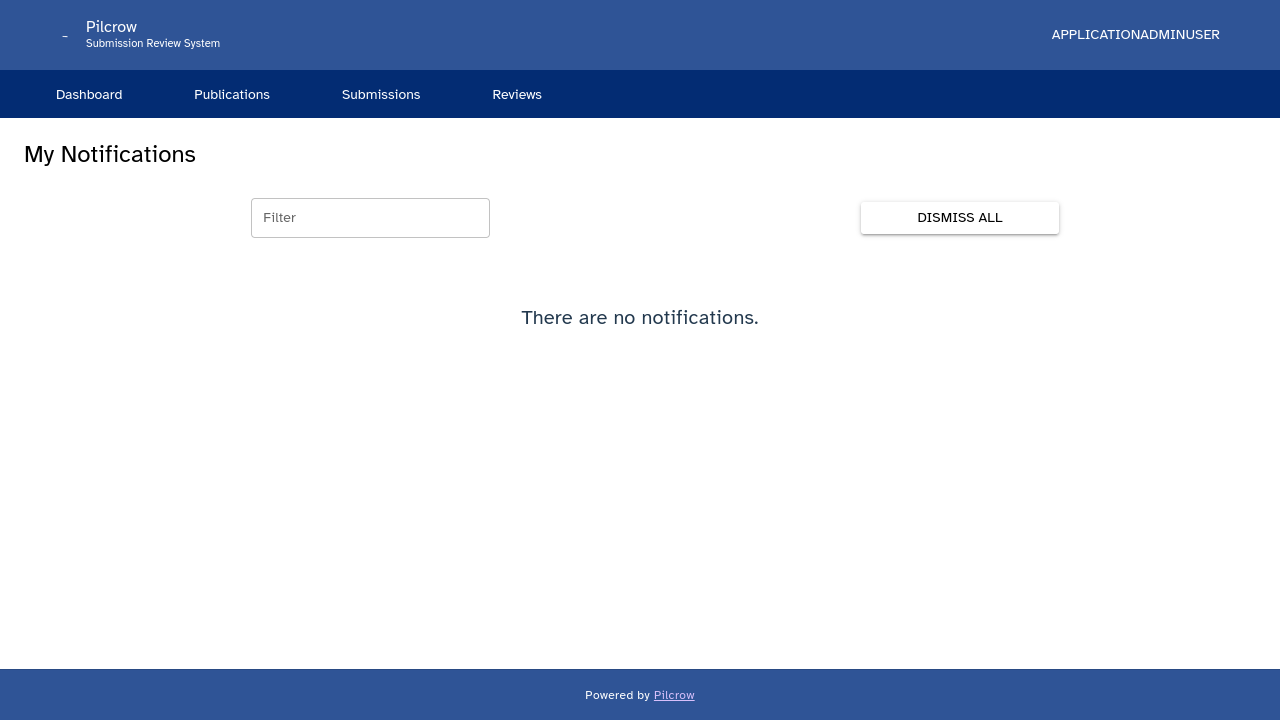 Pilcrow
Submission Review System
APPLICATIONADMINUSER
Dashboard
Publications
Submissions
Reviews
My Notifications
Filter
DISMISS ALL
There are no notifications.
Powered by Pilcrow